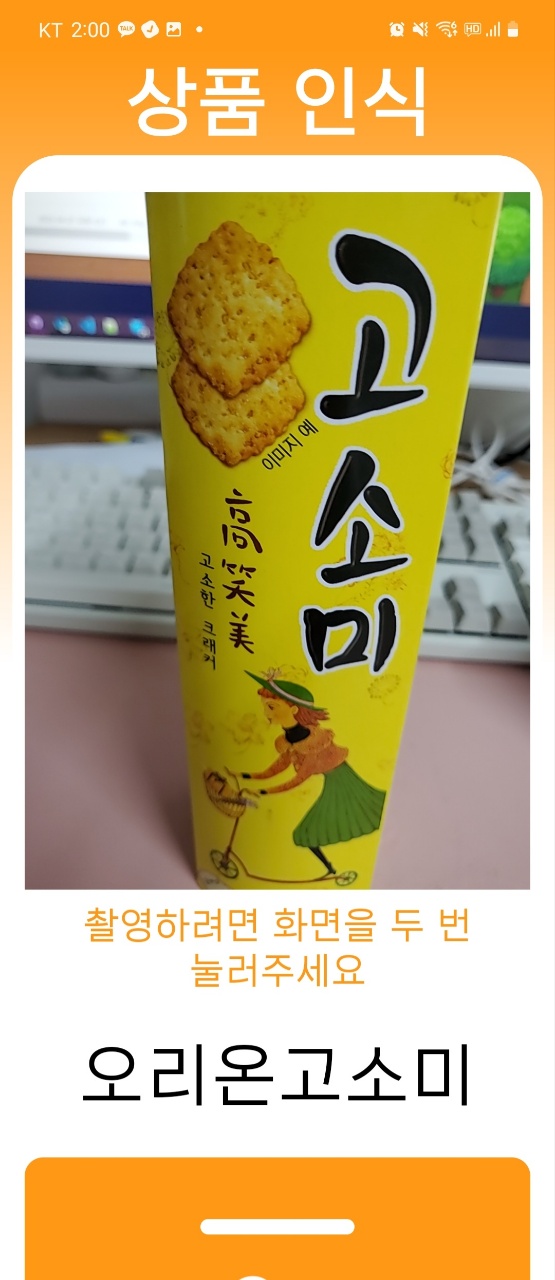 KT 2:00
상품 인식
고소미
이미지 예
高笑美
고소한 크래커
촬영하려면 화면을 두 번
눌러주세요
오리온고소미